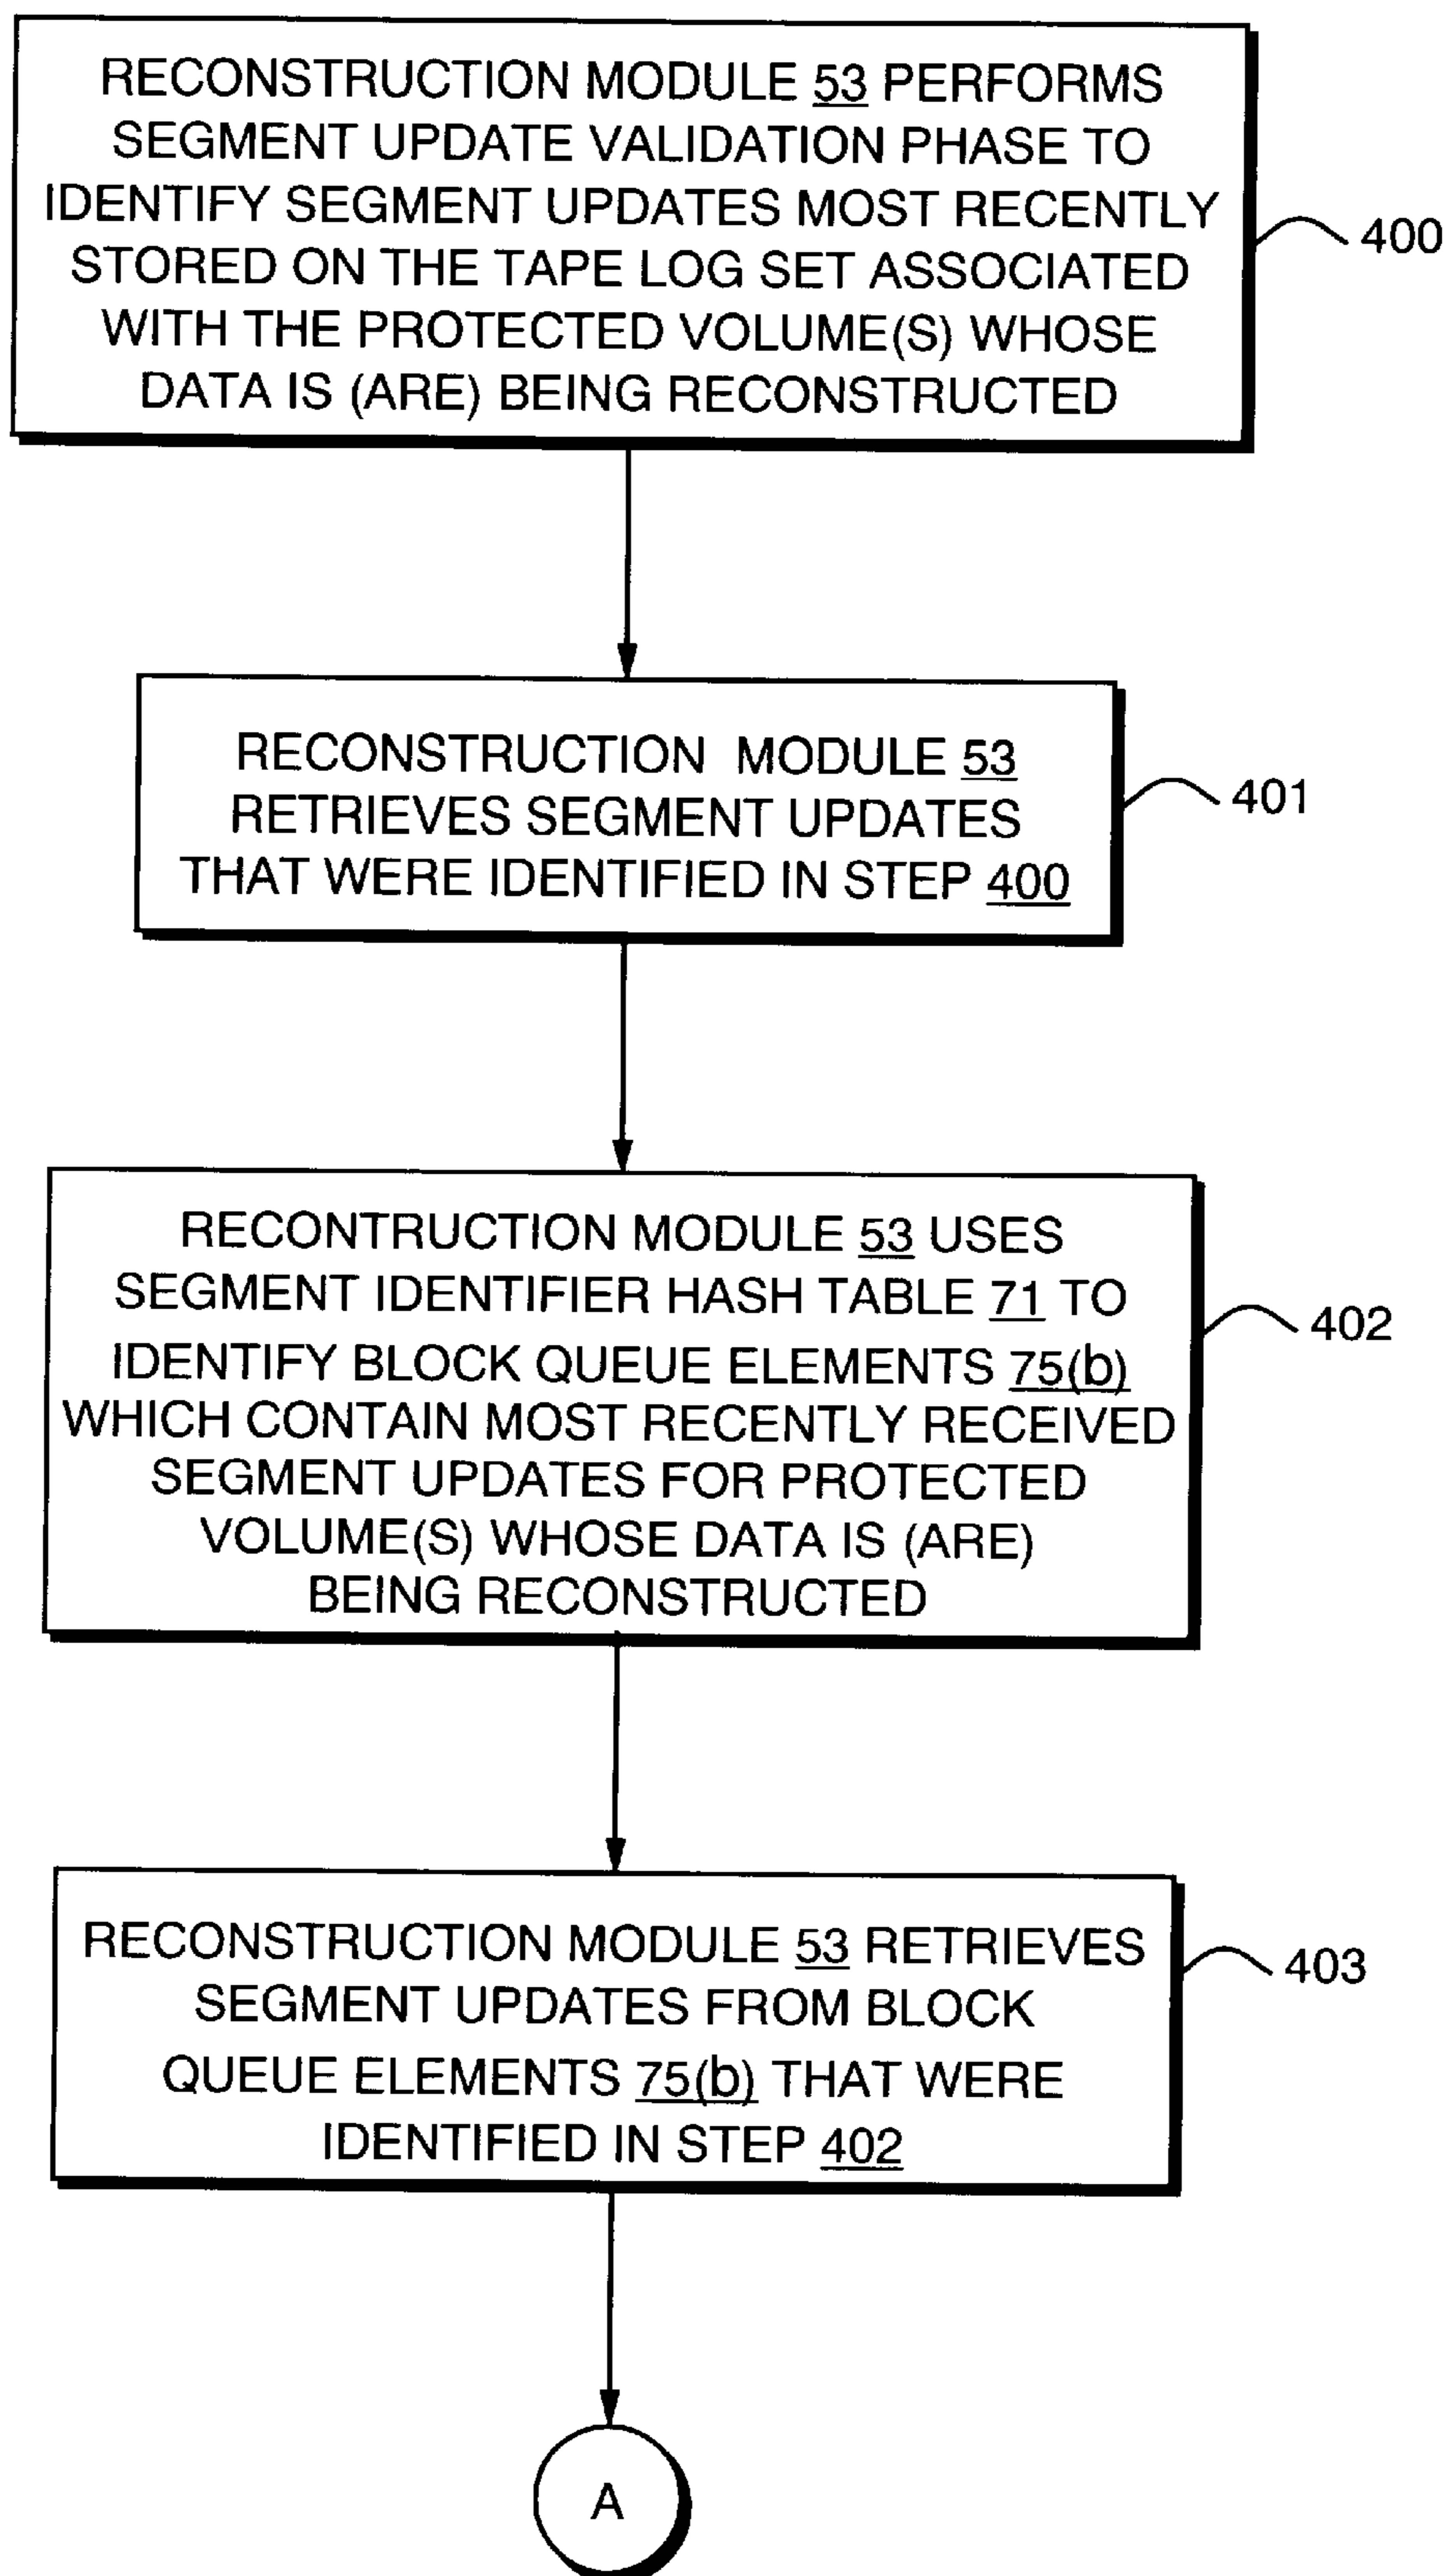 RECONSTRUCTION MODULE 53 PERFORMS
SEGMENT UPDATE VALIDATION PHASE TO
IDENTIFY SEGMENT UPDATES MOST RECENTLY
STORED ON THE TAPE LOG SET ASSOCIATED
WITH THE PROTECTED VOLUME(S) WHOSE
DATA IS (ARE) BEING RECONSTRUCTED
400
RECONSTRUCTION MODULE 53
RETRIEVES SEGMENT UPDATES
THAT WERE IDENTIFIED IN STEP 400
401
RECONTRUCTION MODULE 53 USES
SEGMENT IDENTIFIER HASH TABLE 71 TO
IDENTIFY BLOCK QUEUE ELEMENTS 75(b)
WHICH CONTAIN MOST RECENTLY RECEIVED
SEGMENT UPDATES FOR PROTECTED
VOLUME(S) WHOSE DATA IS (ARE)
BEING RECONSTRUCTED
402
RECONSTRUCTION MODULE 53 RETRIEVES
SEGMENT UPDATES FROM BLOCK
QUEUE ELEMENTS 75(b) THAT WERE
IDENTIFIED IN STEP 402
403
A